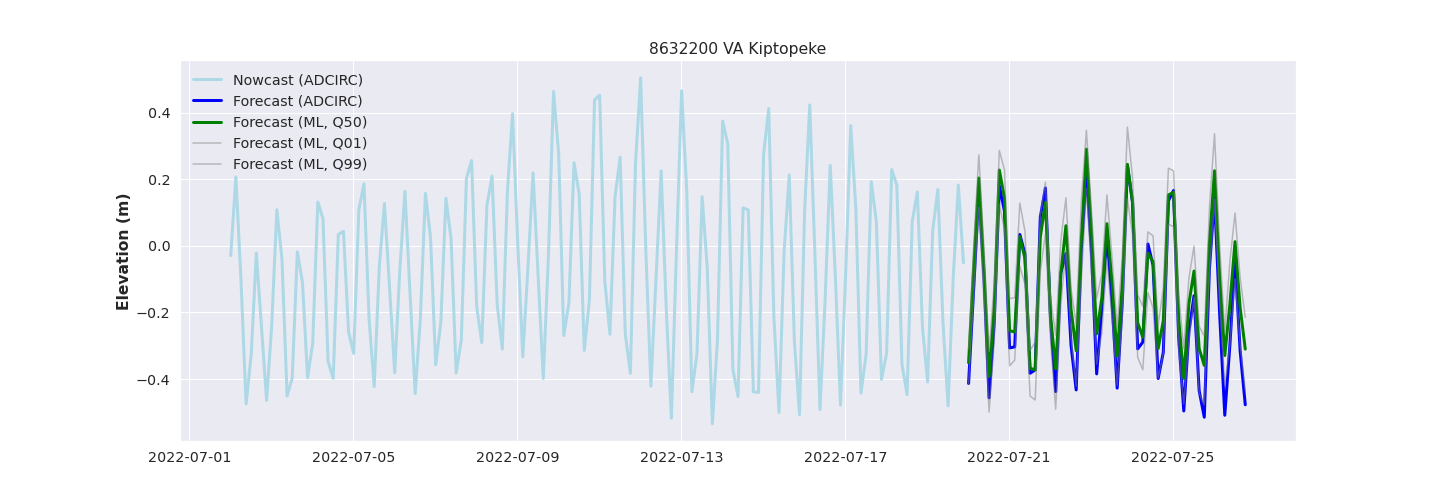 8632200 VA Kiptopeke
Nowcast (ADCIRC)
Forecast (ADCIRC)
Forecast (ML, Q50)
Forecast (ML, Q01)
Forecast (ML, Q99)
Elevation (m)
0.4
0.2
0.0
−0.2
−0.4
2022-07-01
2022-07-05
2022-07-09
2022-07-13
2022-07-17
2022-07-21
2022-07-25